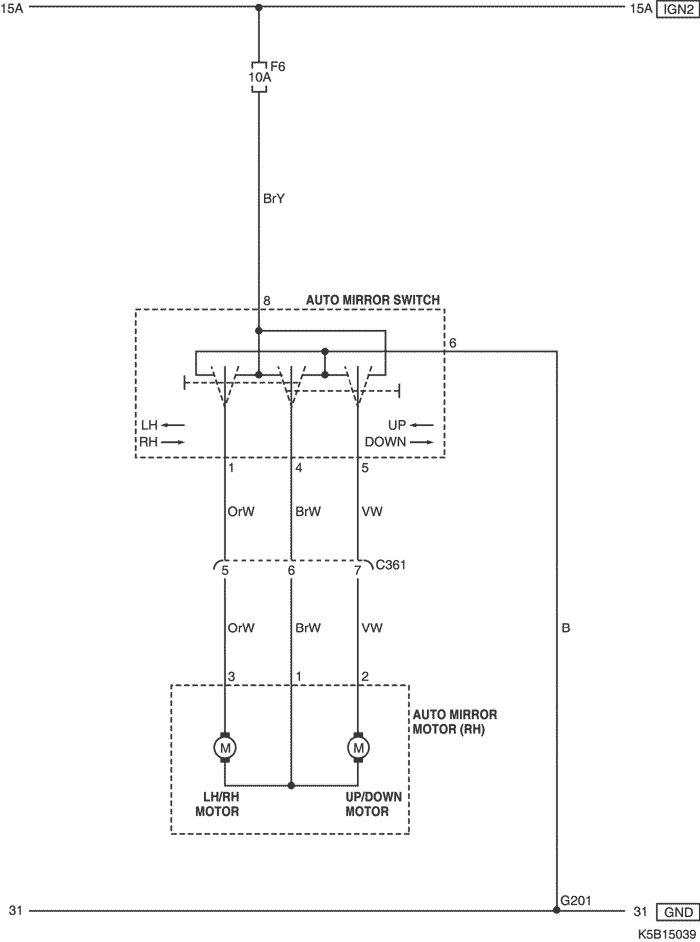 15A 15A IGN2
F6
10A
BrY
8 AUTO MIRROR SWITCH
6
LH UP
RH DOWN
1 4 5
OrW BrW VW
C361
5 6 7
OrW BrW VW B
3 1 2
AUTO MIRROR
MOTOR (RH)
M M
LH/RH UP/DOWN
MOTOR MOTOR
G201
31 31 GND
K5B15039